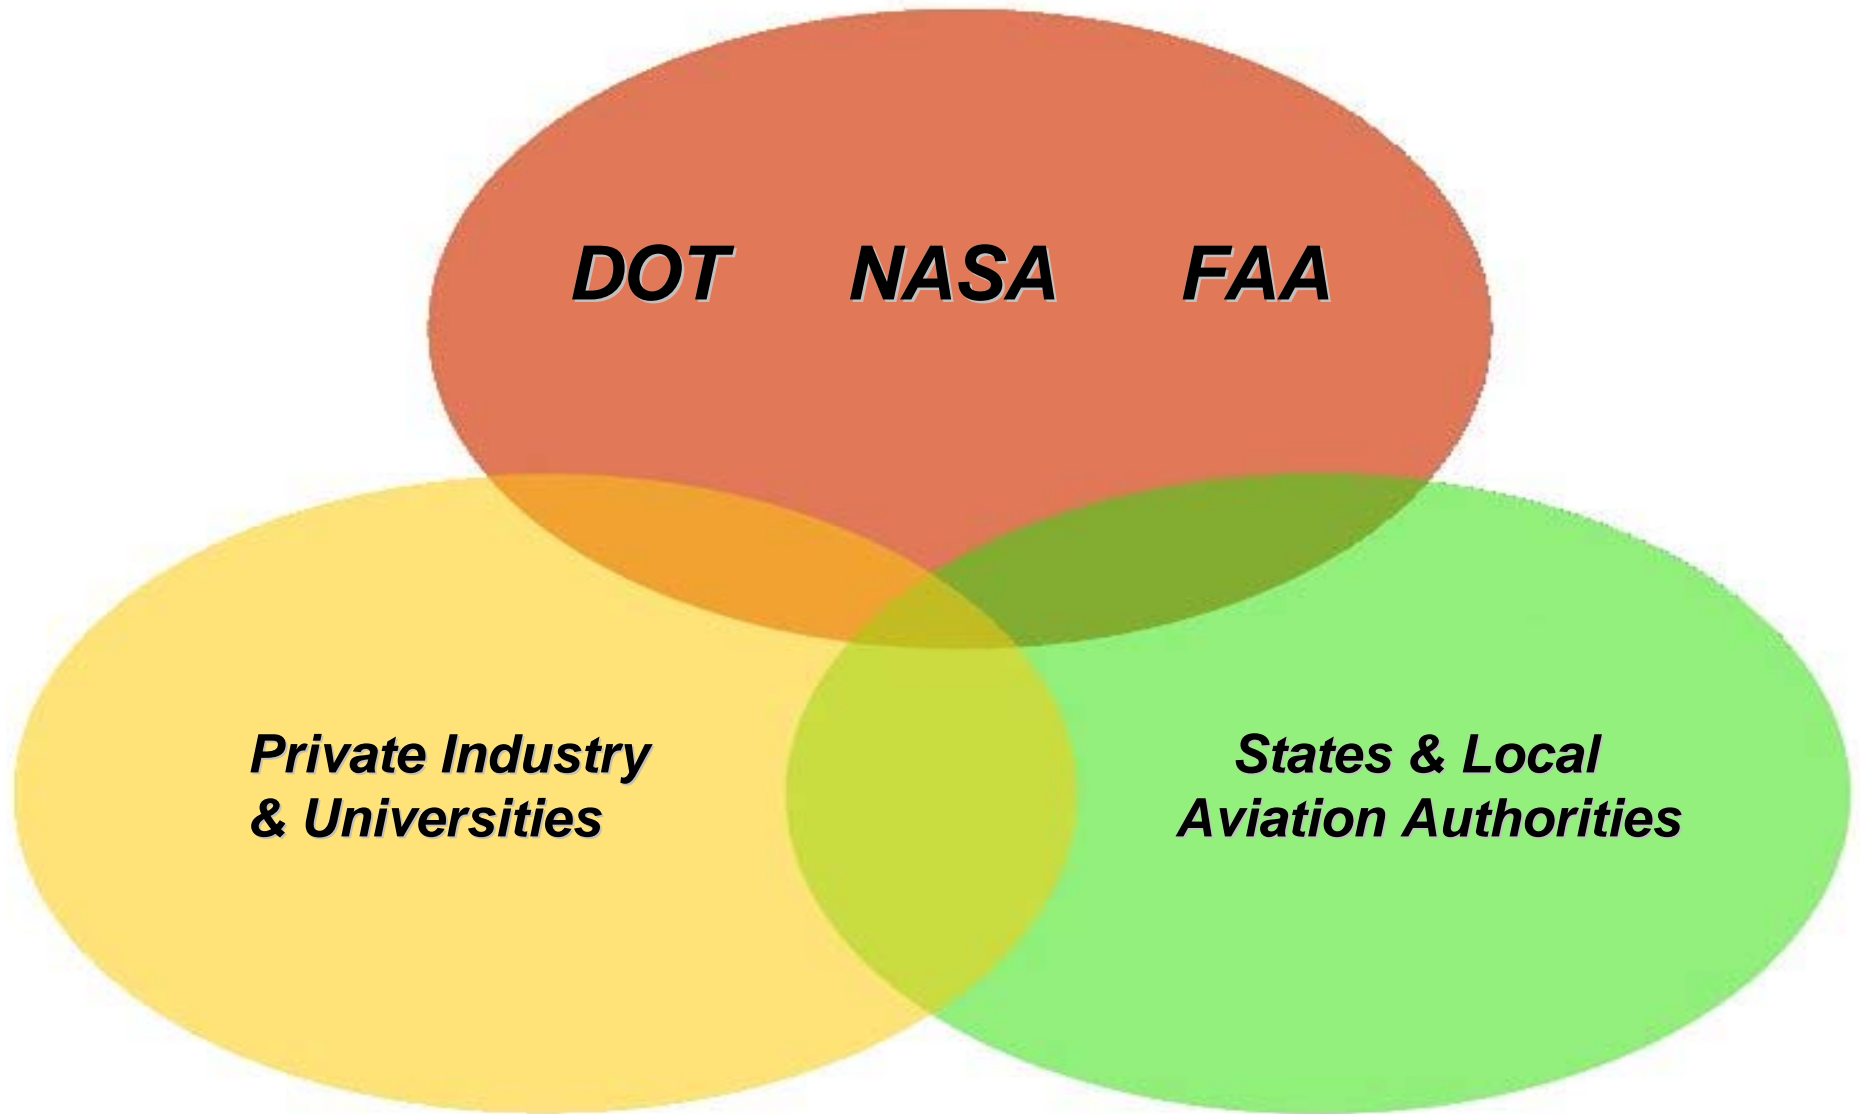 DOT NASA FAA
Private Industry
& Universities
States & Local
Aviation Authorities